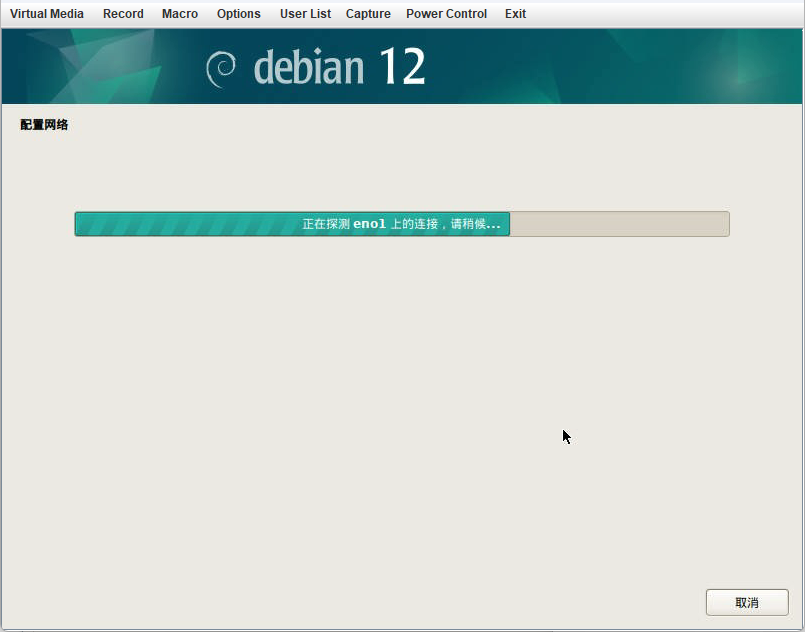 Virtual Media Record Macro Options User List Capture Power Control Exit
debian 12
配置网络
正在探测 eno1 上的连接，请稍候...
取消